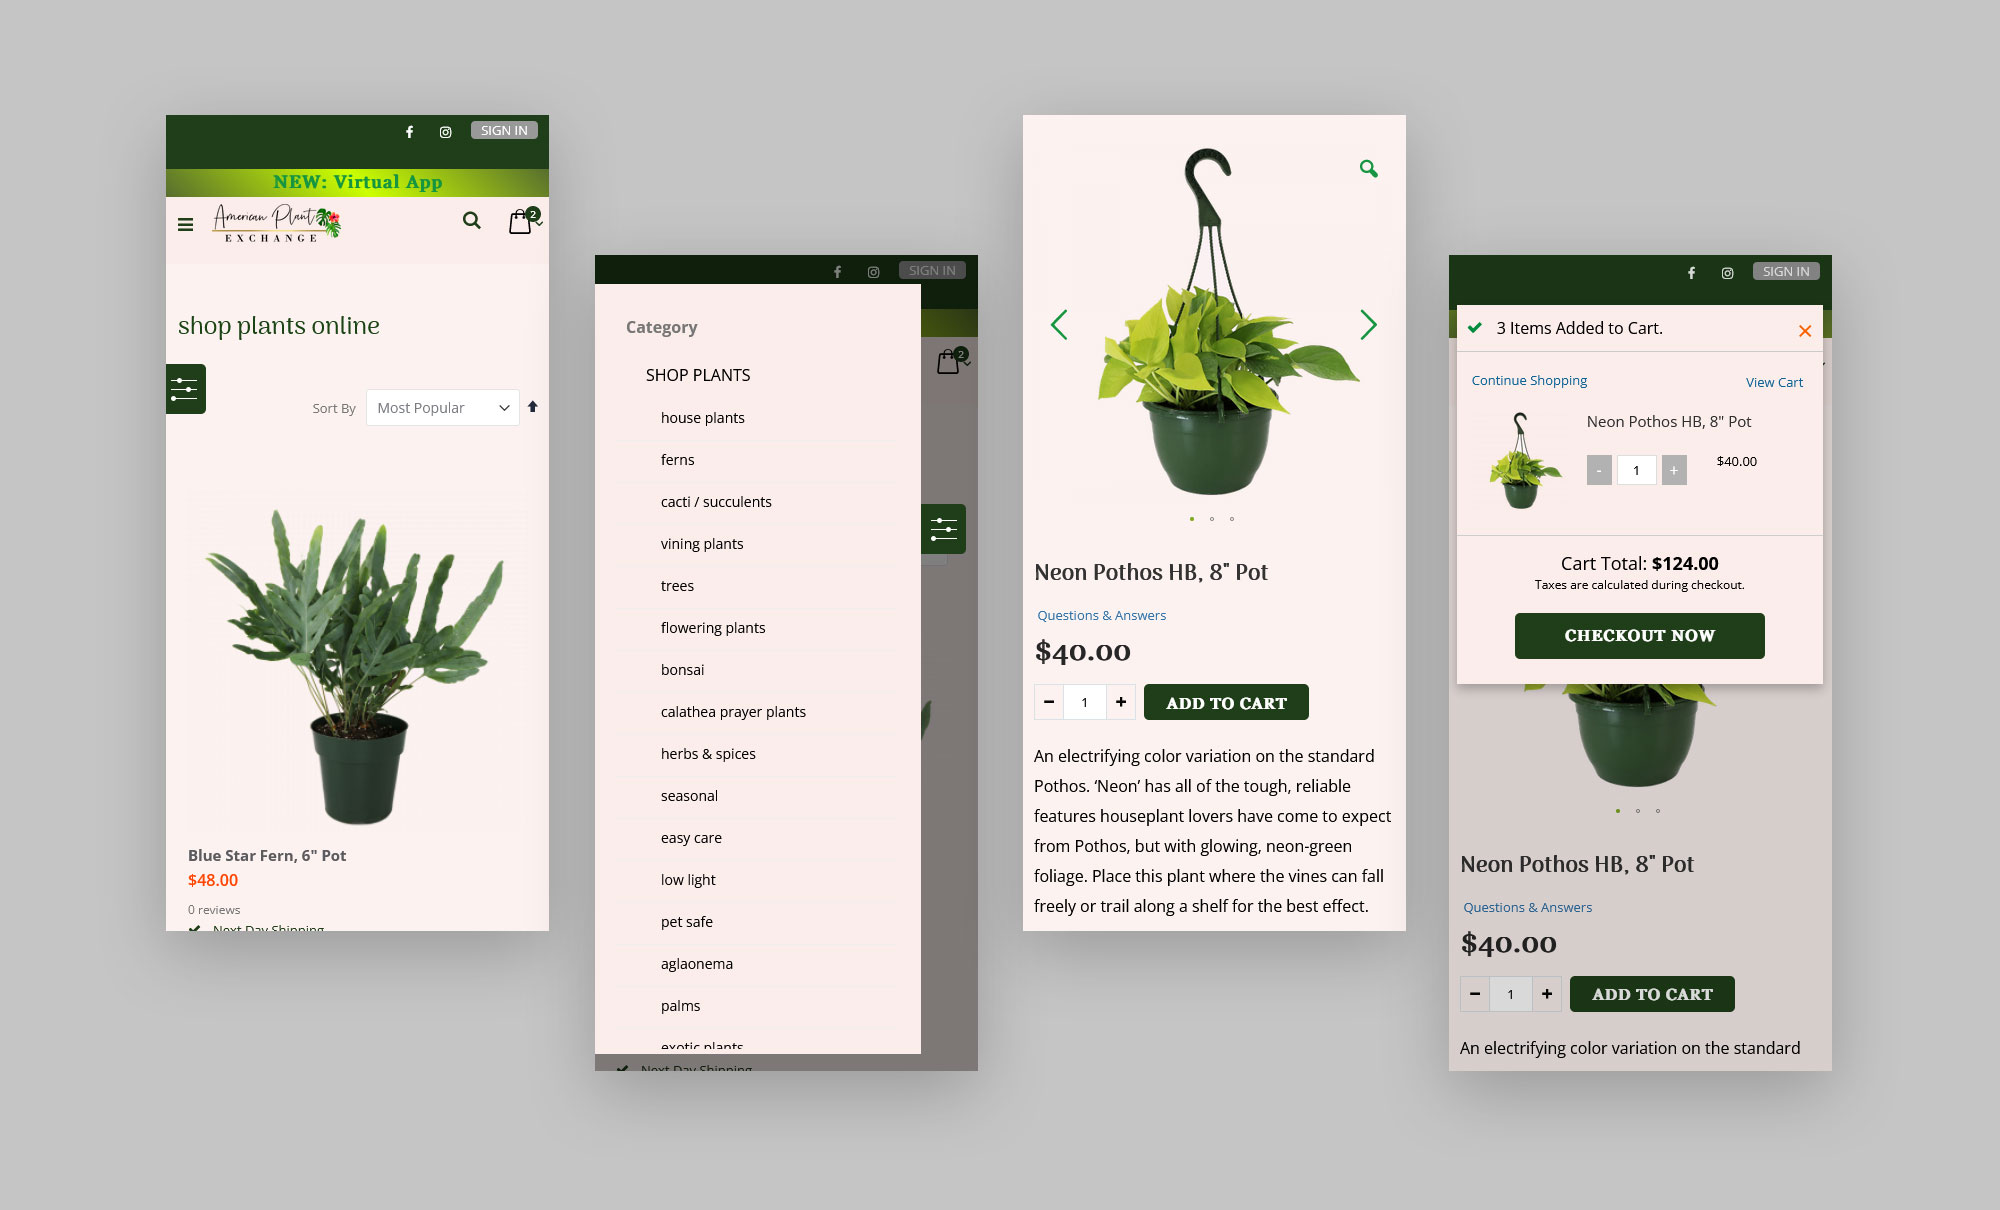 SIGN IN
NEW: Virtual App
American Plant
EXCHANGE
2
shop plants online
Sort By
Most Popular
Blue Star Fern, 6" Pot
$48.00
0 reviews
Next Day Shipping
SIGN IN
2
Category
SHOP PLANTS
house plants
ferns
cacti / succulents
vining plants
trees
flowering plants
bonsai
calathea prayer plants
herbs & spices
seasonal
easy care
low light
pet safe
aglaonema
palms
exotic plants
Next Day Shipping
Neon Pothos HB, 8" Pot
Questions & Answers
$40.00
− 1 + ADD TO CART
An electrifying color variation on the standard
Pothos. ‘Neon’ has all of the tough, reliable
features houseplant lovers have come to expect
from Pothos, but with glowing, neon-green
foliage. Place this plant where the vines can fall
freely or trail along a shelf for the best effect.
SIGN IN
3 Items Added to Cart.
Continue Shopping View Cart
Neon Pothos HB, 8" Pot
- 1 + $40.00
Cart Total: $124.00
Taxes are calculated during checkout.
CHECKOUT NOW
Neon Pothos HB, 8" Pot
Questions & Answers
$40.00
− 1 + ADD TO CART
An electrifying color variation on the standard